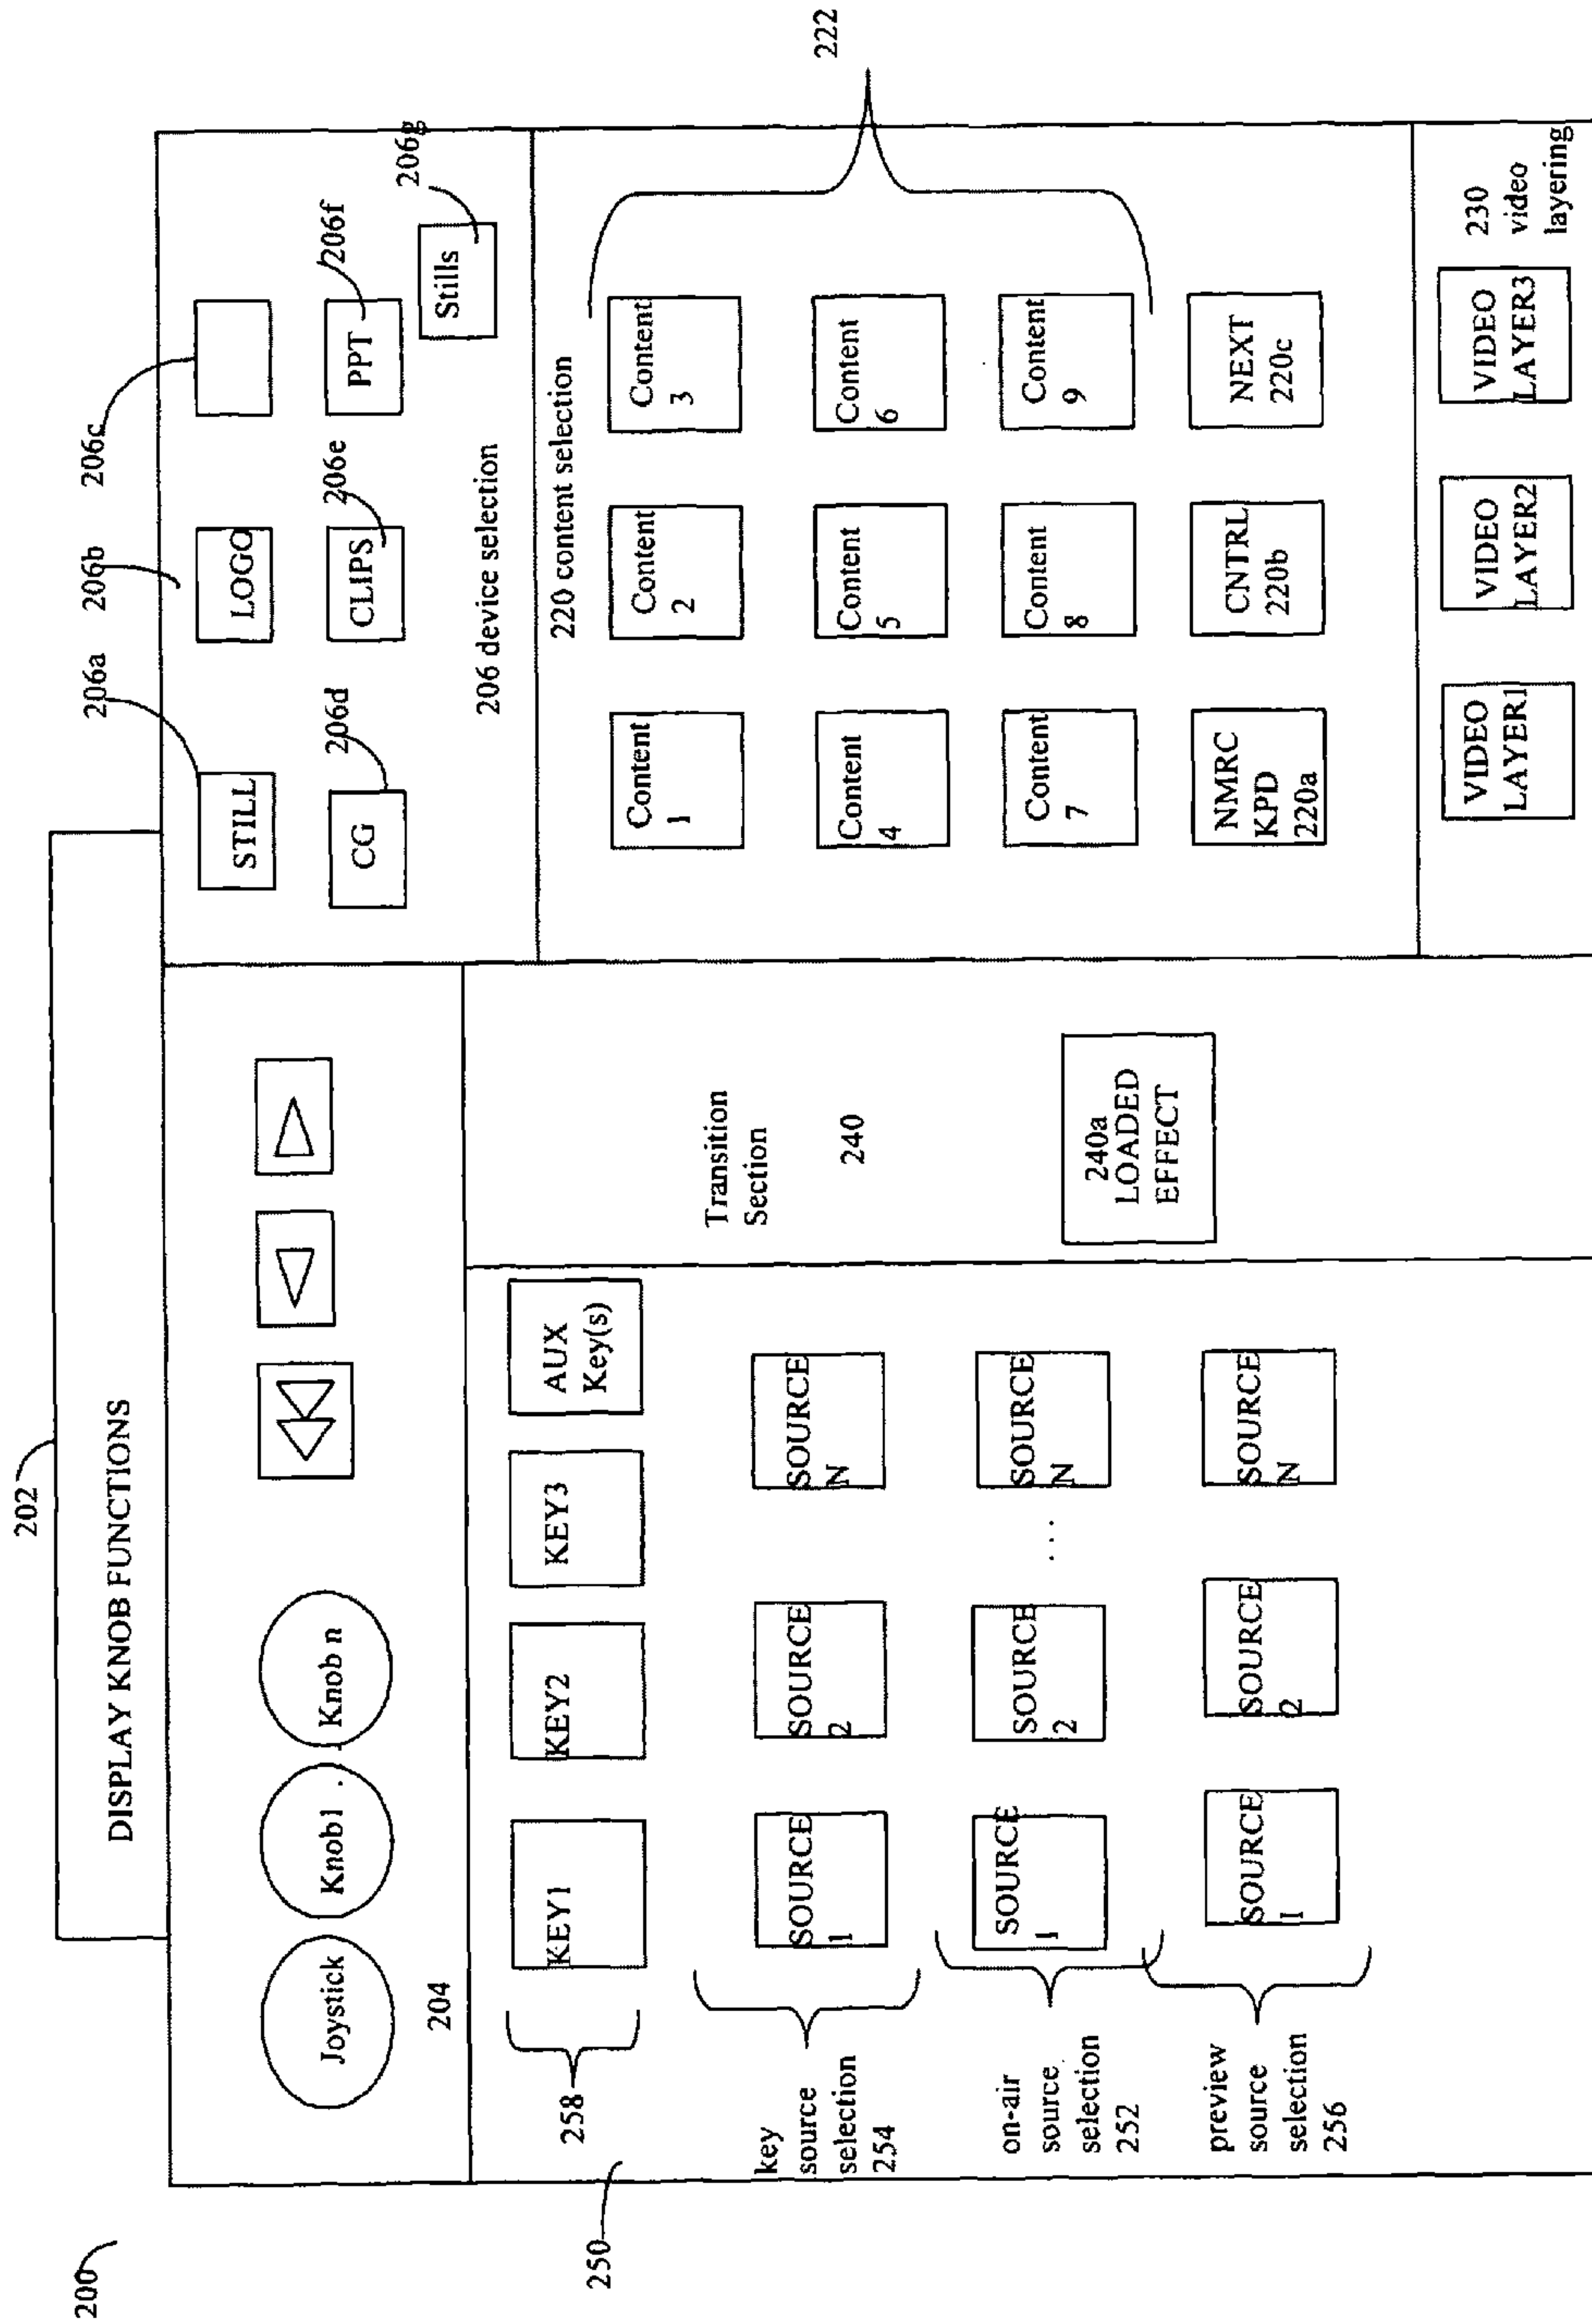 200
202
DISPLAY KNOB FUNCTIONS
Joystick
Knob1
Knob n
204
206a
206b
206c
STILL
LOGO
CG
206d
CLIPS
206e
PPT
206f
Stills
206g
206 device selection
220 content selection
Content
1
Content
2
Content
3
Content
4
Content
5
Content
6
Content
7
Content
8
Content
9
222
NMRC
KPD
220a
CNTRL
220b
NEXT
220c
VIDEO
LAYER1
VIDEO
LAYER2
VIDEO
LAYER3
230
video
layering
Transition
Section
240
240a
LOADED
EFFECT
250
258
KEY1
KEY2
KEY3
AUX
Key(s)
key
source
selection
254
SOURCE
1
SOURCE
2
SOURCE
N
on-air
source
selection
252
SOURCE
1
SOURCE
2
...
SOURCE
N
preview
source
selection
256
SOURCE
1
SOURCE
2
SOURCE
N